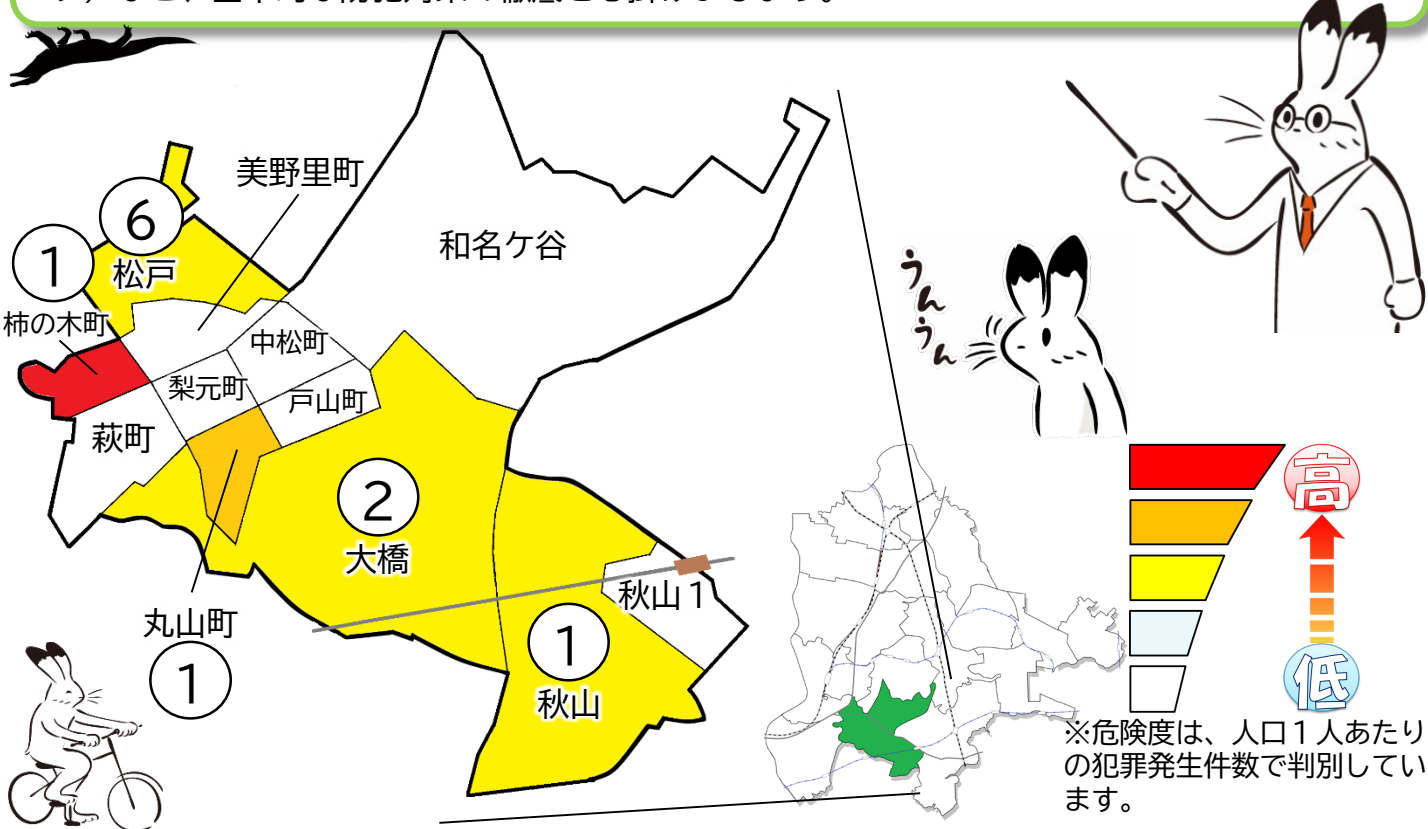 美野里町
6
松戸
和名ケ谷
1
柿の木町
中松町
梨元町
戸山町
萩町
2
大橋
丸山町
1
秋山1
1
秋山
うんうん
高
低
※危険度は、人口1人あたり
の犯罪発生件数で判別してい
ます。